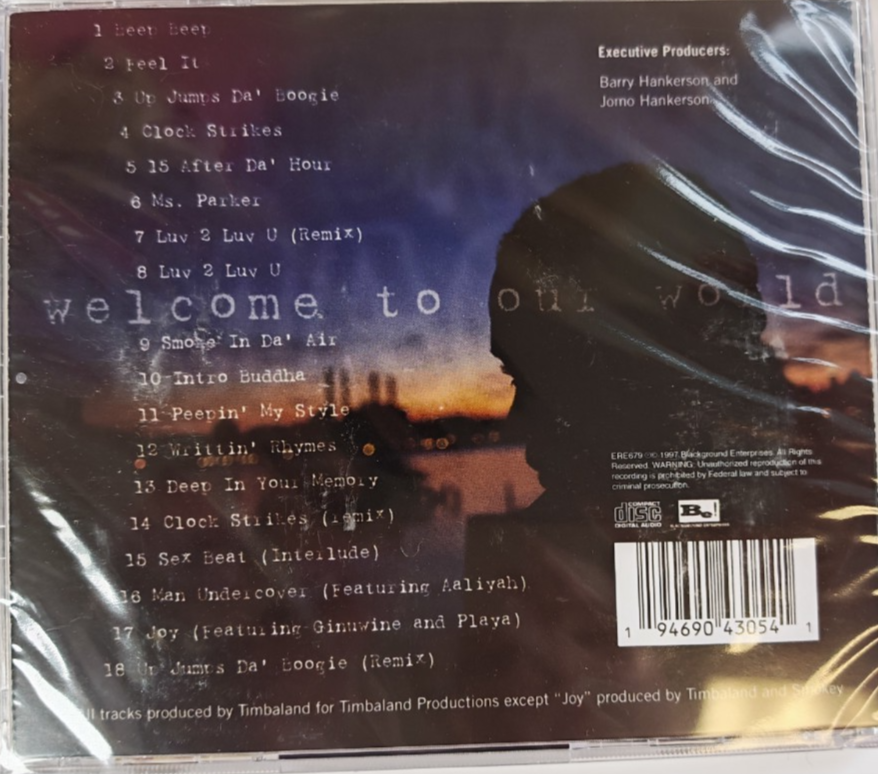 1 Beep Beep
2 Feel It
3 Up Jumps Da' Boogie
4 Clock Strikes
5 15 After Da' Hour
6 Ms. Parker
7 Luv 2 Luv U (Remix)
8 Luv 2 Luv U
welcome to our world
9 Smoke In Da' Air
10 Intro Buddha
11 Peepin' My Style
12 Writtin' Rhymes
13 Deep In Your Memory
14 Clock Strikes (remix)
15 Sex Beat (Interlude)
16 Man Undercover (Featuring Aaliyah)
17 Joy (Featuring Ginuwine and Playa)
18 Up Jumps Da' Boogie (Remix)
All tracks produced by Timbaland for Timbaland Productions except "Joy" produced by Timbaland and Smokey
Executive Producers:
Barry Hankerson and
Jomo Hankerson
ERE679 1997 Blackground Enterprises. All Rights
Reserved. WARNING: Unauthorized reproduction of this
recording is prohibited by Federal law and subject to
criminal prosecution.
COMPACT
disc
DIGITAL AUDIO
Be!
1 94690 43054 1